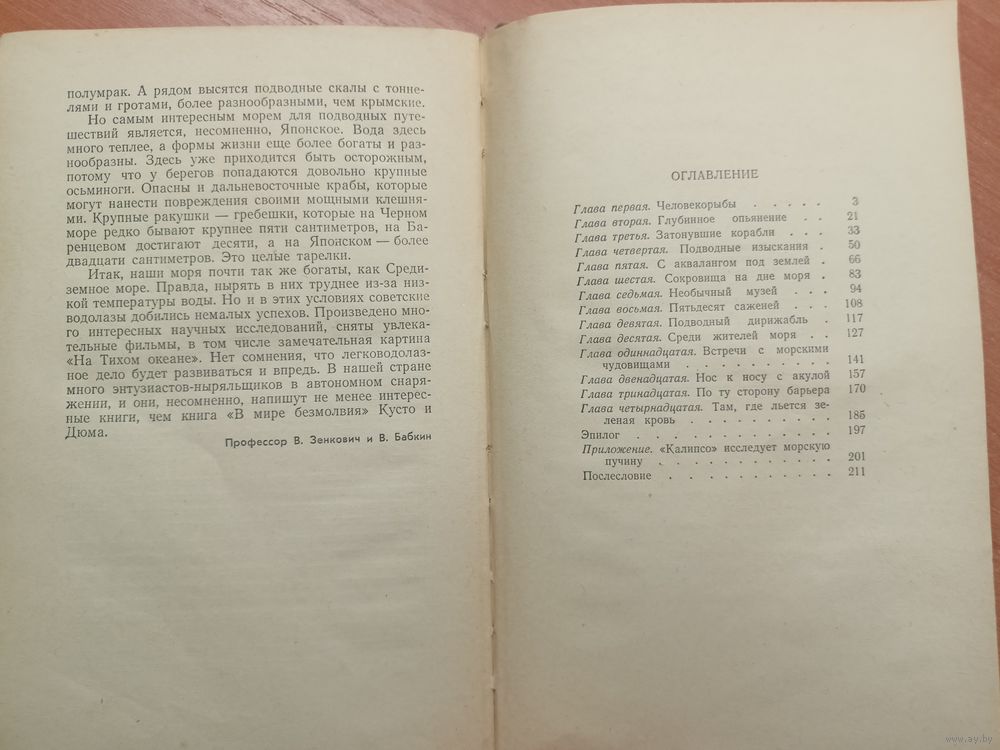 полумрак. А рядом высятся подводные скалы с тонне-
лями и гротами, более разнообразными, чем крымские.
Но самым интересным морем для подводных путе-
шествий является, несомненно, Японское. Вода здесь
много теплее, а формы жизни еще более богаты и раз-
нообразны. Здесь уже приходится быть осторожным,
потому что у берегов попадаются довольно крупные
осьминоги. Опасны и дальневосточные крабы, которые
могут нанести повреждения своими мощными клешня-
ми. Крупные ракушки — гребешки, которые на Черном
море редко бывают крупнее пяти сантиметров, на Ба-
ренцевом достигают десяти, а на Японском — более
двадцати сантиметров. Это целые тарелки.
Итак, наши моря почти так же богаты, как Среди-
земное море. Правда, нырять в них труднее из-за низ-
кой температуры воды. Но и в этих условиях советские
водолазы добились немалых успехов. Произведено мно-
го интересных научных исследований, сняты увлека-
тельные фильмы, в том числе замечательная картина
«На Тихом океане». Нет сомнения, что легководолаз-
ное дело будет развиваться и впредь. В нашей стране
много энтузиастов-ныряльщиков в автономном снаря-
жении, и они, несомненно, напишут не менее интерес-
ные книги, чем книга «В мире безмолвия» Кусто и
Дюма.
Профессор В. Зенкович и В. Бабкин
ОГЛАВЛЕНИЕ
Глава первая. Человекорыбы . . . . . 3
Глава вторая. Глубинное опьянение . . 21
Глава третья. Затонувшие корабли . . . 33
Глава четвертая. Подводные изыскания . 50
Глава пятая. С аквалангом под землей . 66
Глава шестая. Сокровища на дне моря . 83
Глава седьмая. Необычный музей . . . 94
Глава восьмая. Пятьдесят саженей . . . 108
Глава девятая. Подводный дирижабль . 117
Глава десятая. Среди жителей моря . . 127
Глава одиннадцатая. Встречи с морскими
чудовищами . . . . . . . . . . 141
Глава двенадцатая. Нос к носу с акулой 157
Глава тринадцатая. По ту сторону барьера 170
Глава четырнадцатая. Там, где льется зе-
леная кровь . . . . . . . . . . 185
Эпилог . . . . . . . . . . . . . 197
Приложение. «Калипсо» исследует морскую
пучину . . . . . . . . . . . . 201
Послесловие . . . . . . . . . . . 211
www.ay.by